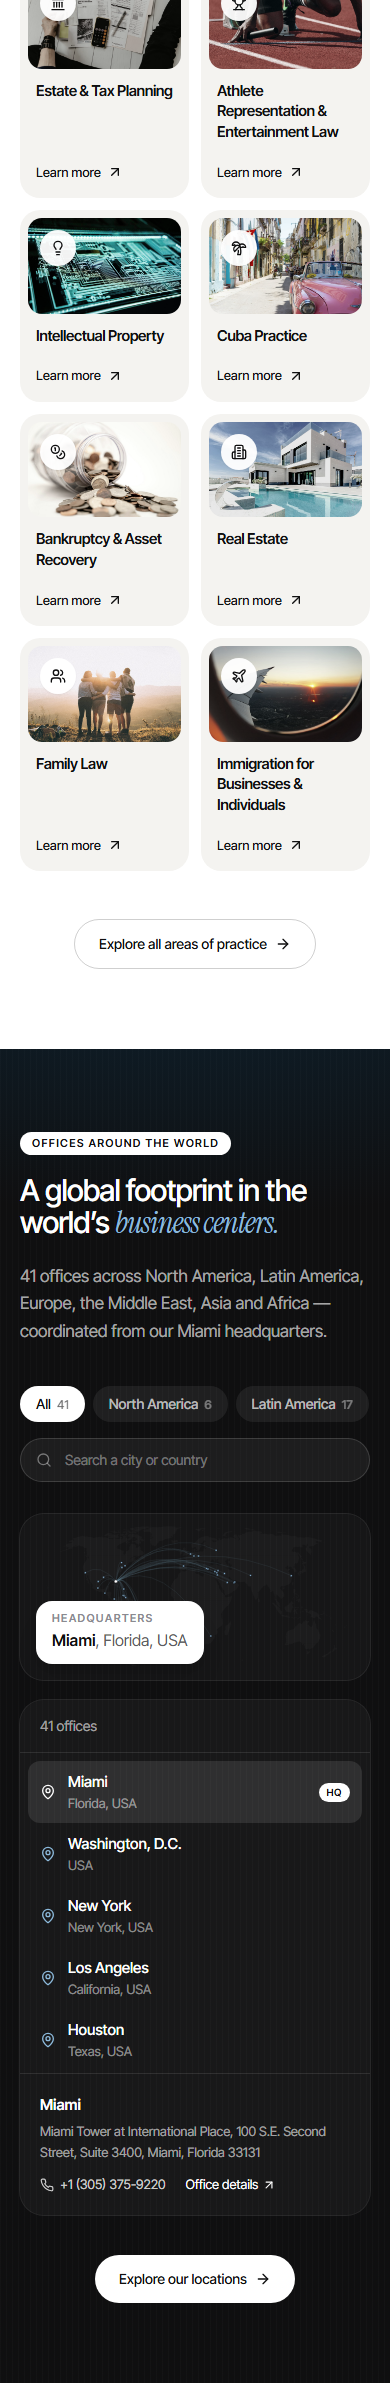 Estate & Tax Planning
Learn more
Athlete
Representation &
Entertainment Law
Learn more
Intellectual Property
Learn more
Cuba Practice
Learn more
Bankruptcy & Asset
Recovery
Learn more
Real Estate
Learn more
Family Law
Learn more
Immigration for
Businesses &
Individuals
Learn more
Explore all areas of practice
OFFICES AROUND THE WORLD
A global footprint in the
world's business centers.
41 offices across North America, Latin America,
Europe, the Middle East, Asia and Africa —
coordinated from our Miami headquarters.
All 41
North America 6
Latin America 17
Search a city or country
HEADQUARTERS
Miami, Florida, USA
41 offices
Miami
Florida, USA
HQ
Washington, D.C.
USA
New York
New York, USA
Los Angeles
California, USA
Houston
Texas, USA
Miami
Miami Tower at International Place, 100 S.E. Second
Street, Suite 3400, Miami, Florida 33131
+1 (305) 375-9220
Office details
Explore our locations